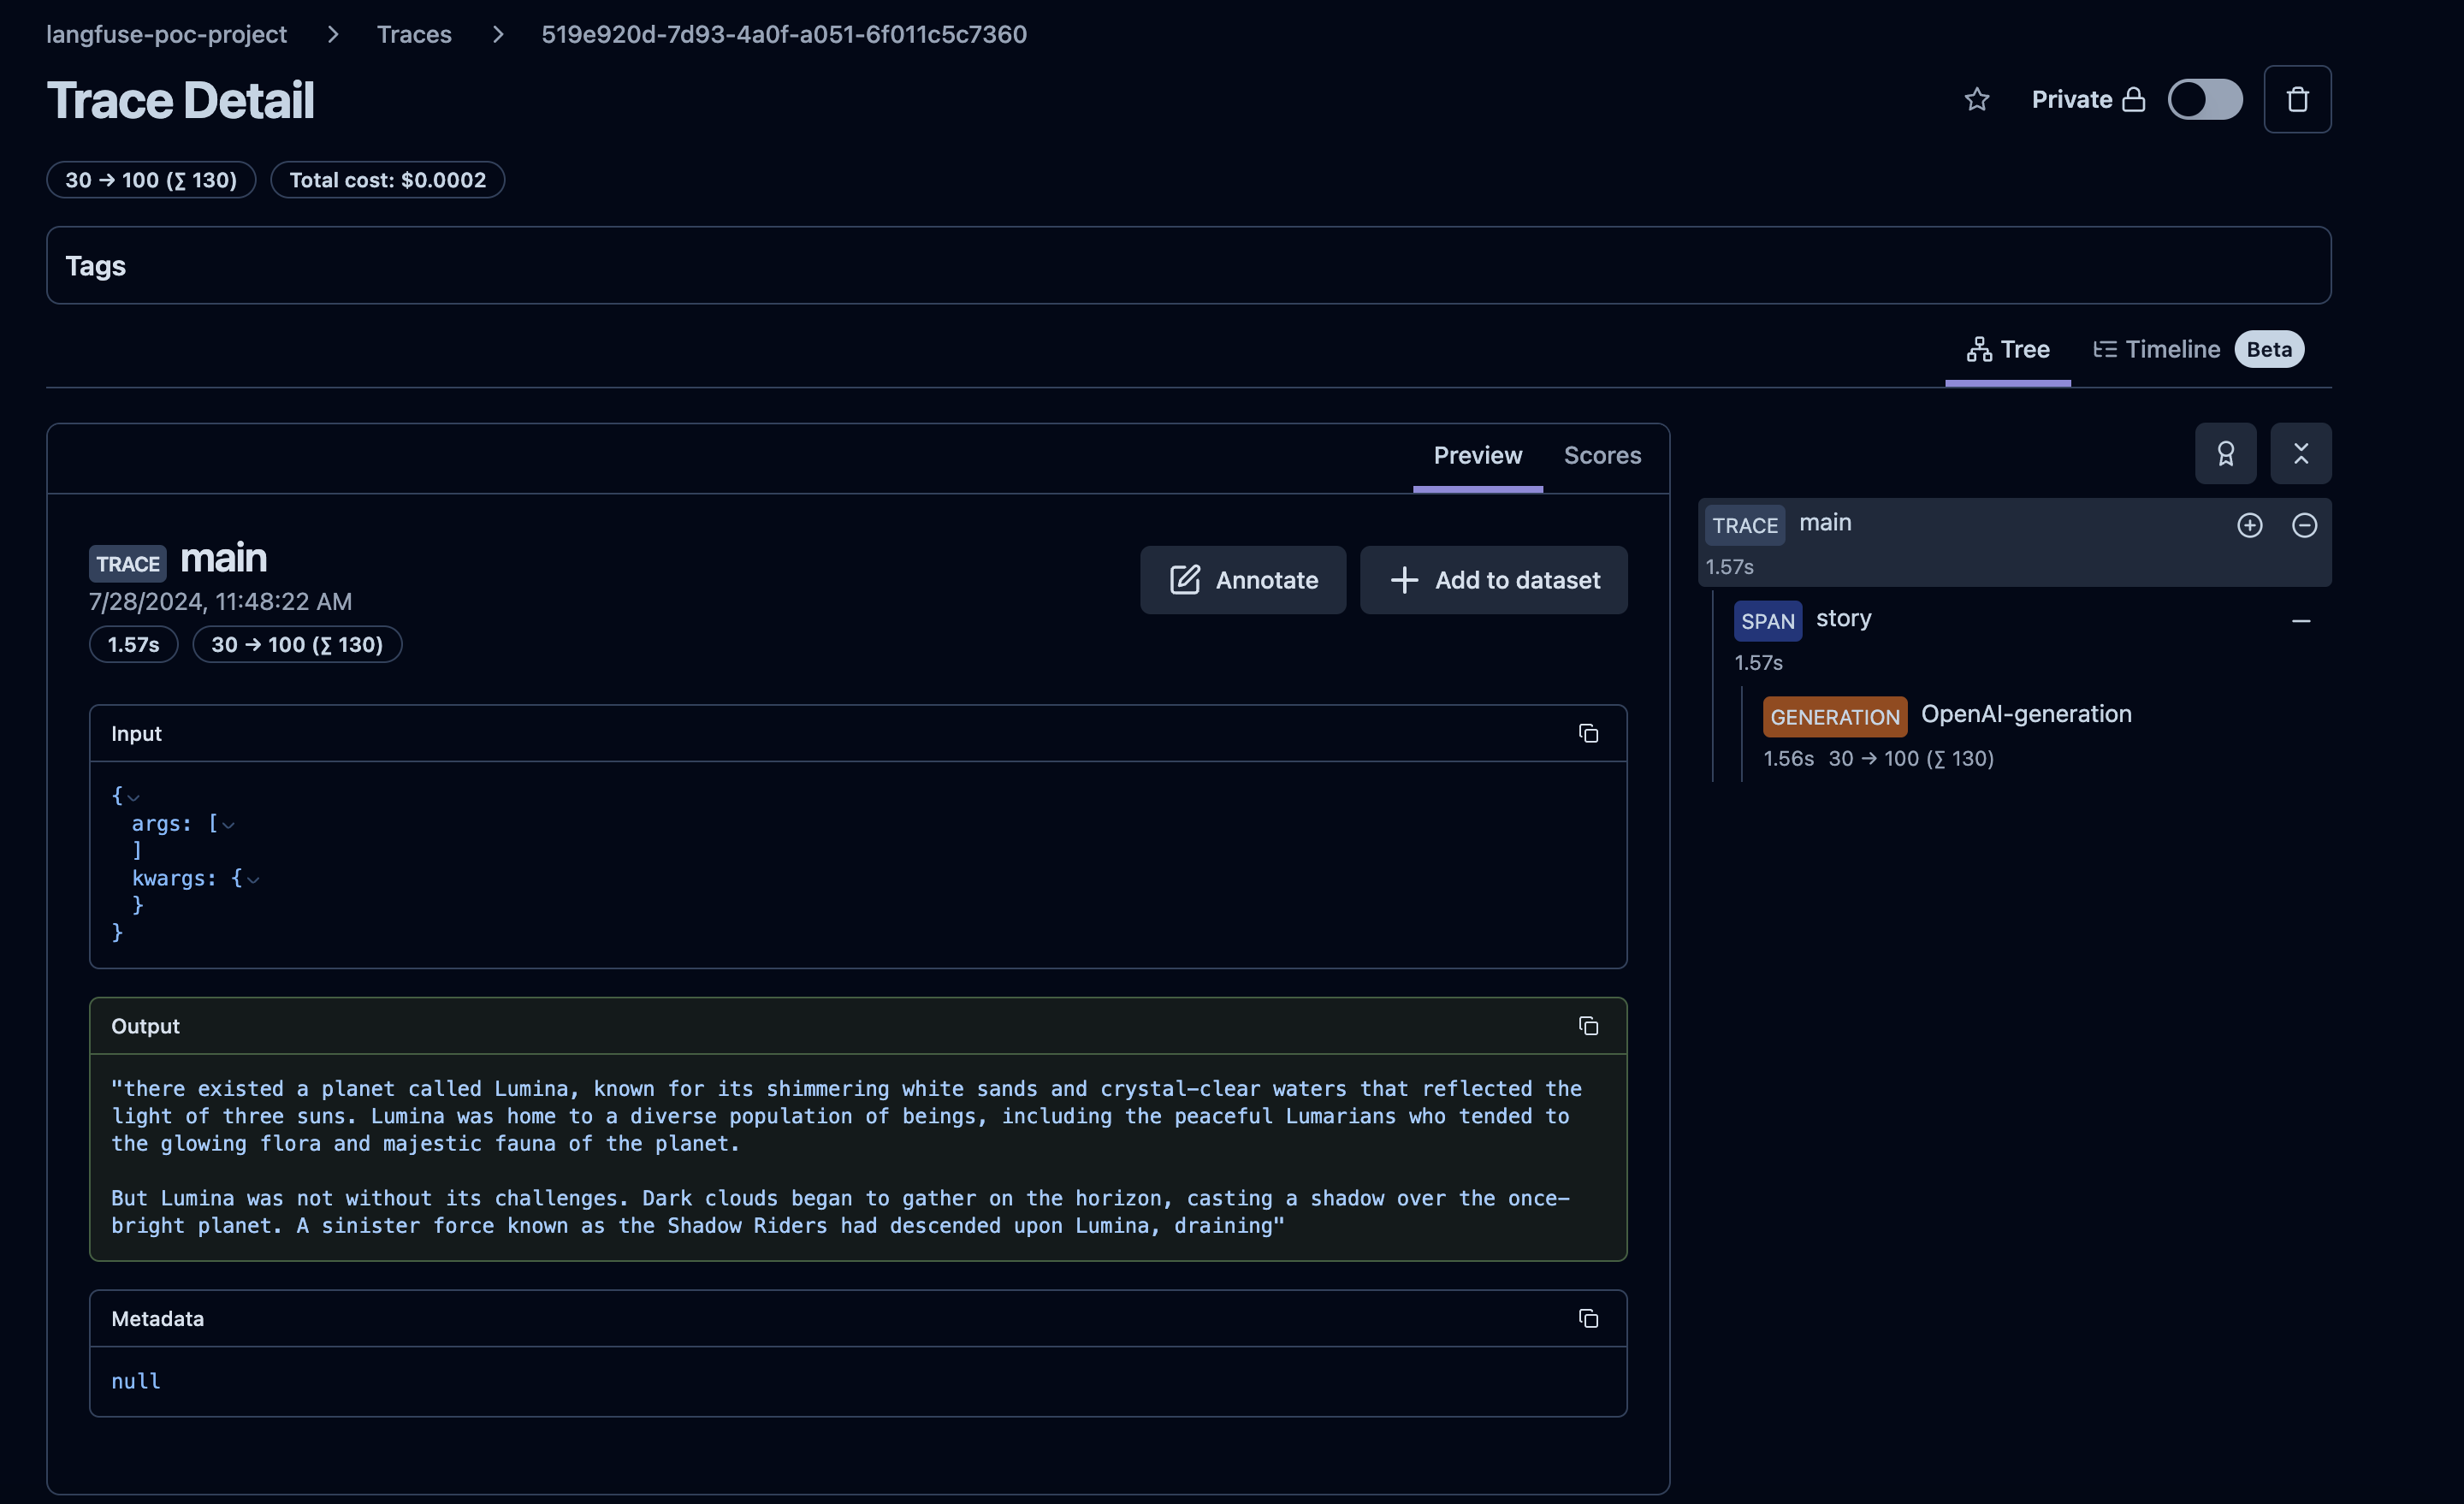 langfuse-poc-project > Traces > 519e920d-7d93-4a0f-a051-6f011c5c7360
Trace Detail
Private
30 → 100 (∑ 130)
Total cost: $0.0002
Tags
Tree
Timeline
Beta
Preview
Scores
TRACE main
7/28/2024, 11:48:22 AM
1.57s
30 → 100 (∑ 130)
Annotate
Add to dataset
Input
{
args: [
]
kwargs: {
}
}
Output
"there existed a planet called Lumina, known for its shimmering white sands and crystal-clear waters that reflected the
light of three suns. Lumina was home to a diverse population of beings, including the peaceful Lumarians who tended to
the glowing flora and majestic fauna of the planet.
But Lumina was not without its challenges. Dark clouds began to gather on the horizon, casting a shadow over the once-
bright planet. A sinister force known as the Shadow Riders had descended upon Lumina, draining"
Metadata
null
TRACE main
1.57s
SPAN story
1.57s
GENERATION OpenAI-generation
1.56s 30 → 100 (∑ 130)